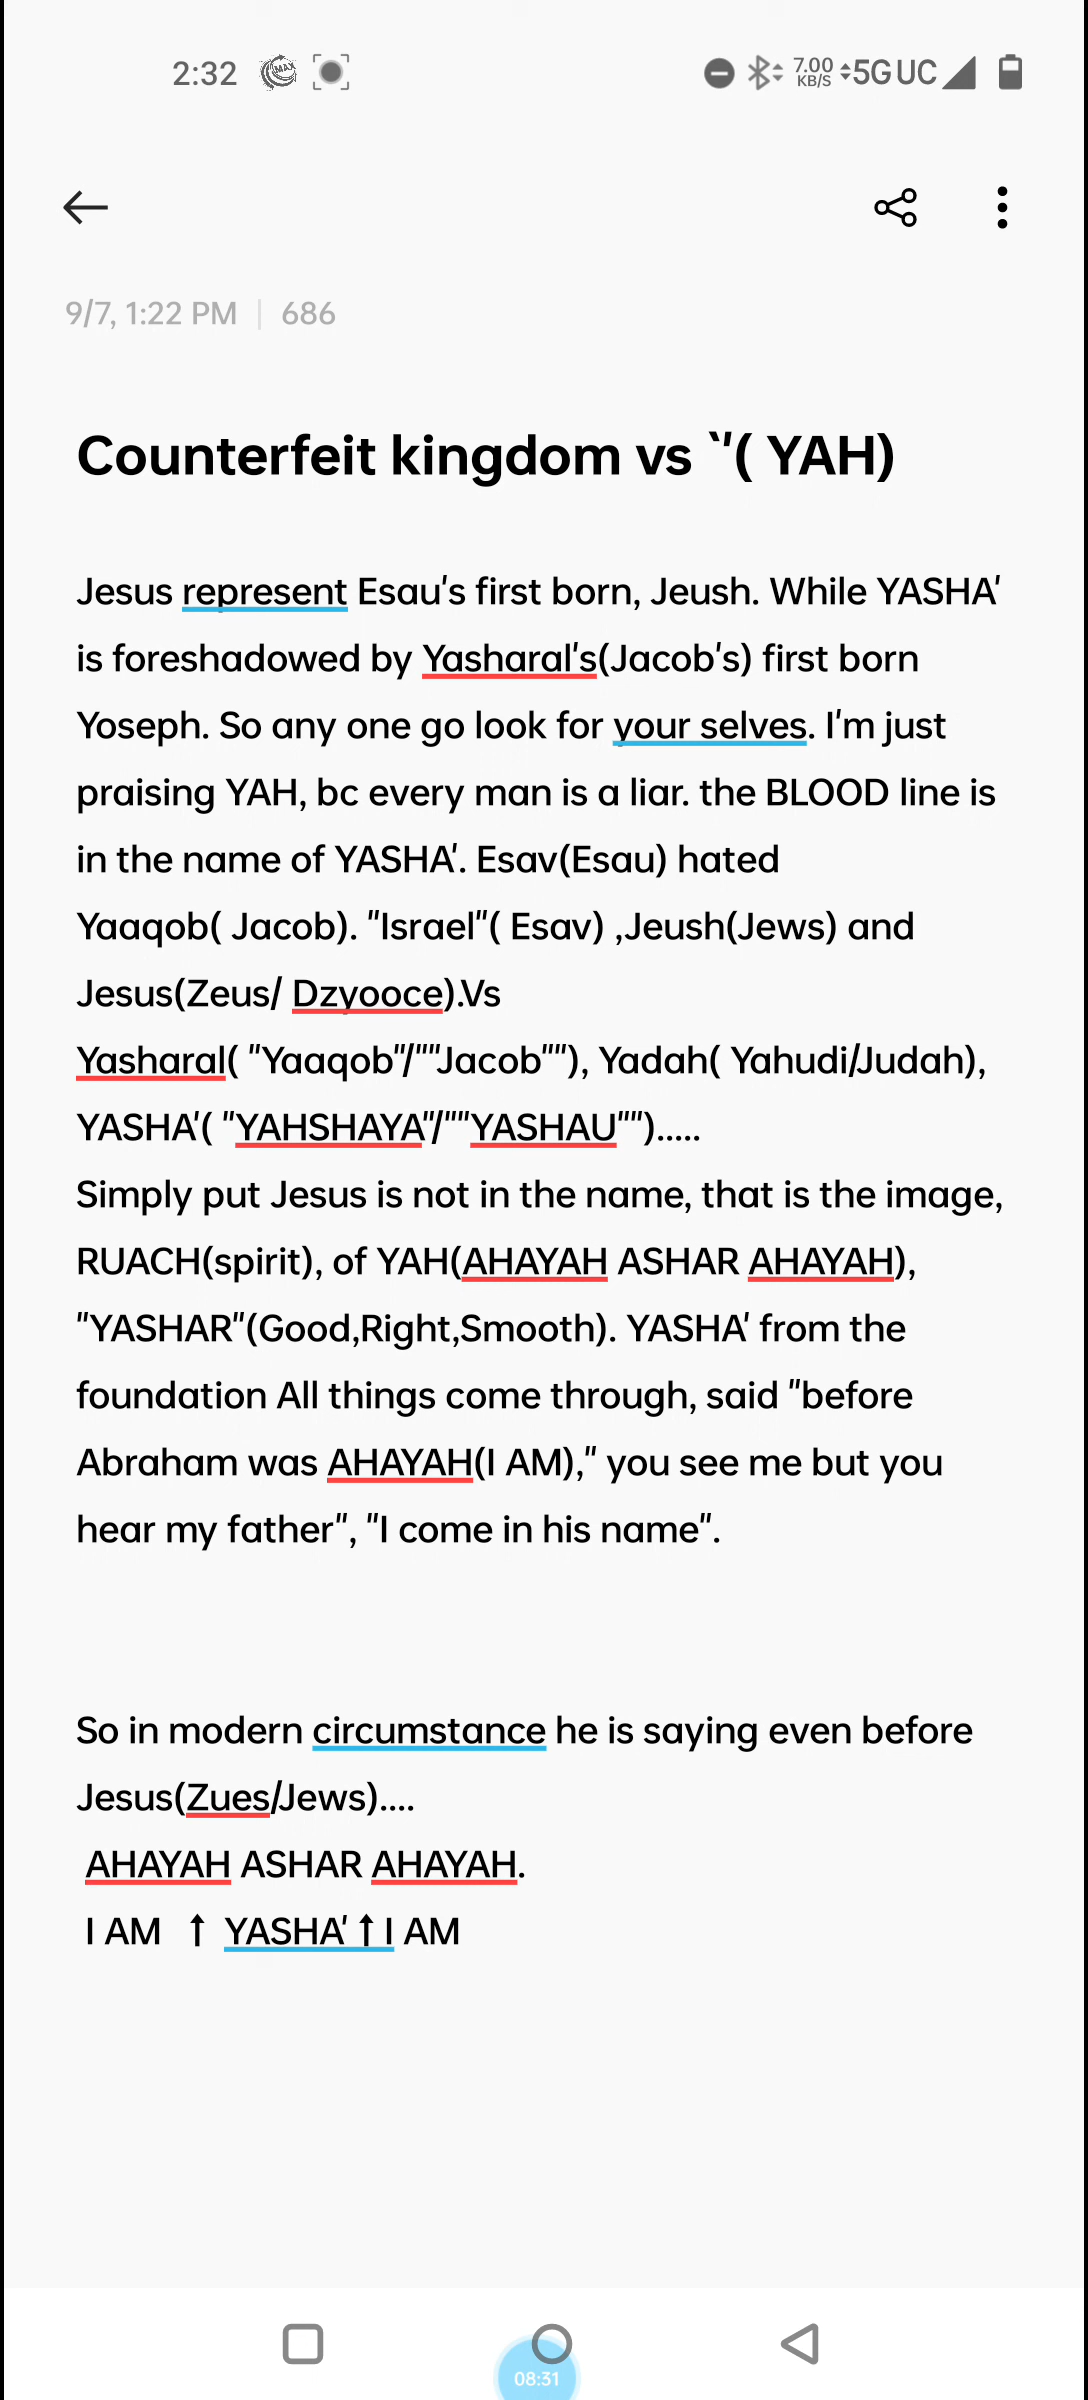 2:32 MAX 7.00 KB/S 5G UC
9/7, 1:22 PM | 686
Counterfeit kingdom vs `'( YAH)
Jesus represent Esau's first born, Jeush. While YASHA'
is foreshadowed by Yasharal's(Jacob's) first born
Yoseph. So any one go look for your selves. I'm just
praising YAH, bc every man is a liar. the BLOOD line is
in the name of YASHA'. Esav(Esau) hated
Yaaqob( Jacob). "Israel"( Esav) ,Jeush(Jews) and
Jesus(Zeus/ Dzyooce).Vs
Yasharal( "Yaaqob"/""Jacob""), Yadah( Yahudi/Judah),
YASHA'( "YAHSHAYA"/""YASHAU"").....
Simply put Jesus is not in the name, that is the image,
RUACH(spirit), of YAH(AHAYAH ASHAR AHAYAH),
"YASHAR"(Good,Right,Smooth). YASHA' from the
foundation All things come through, said "before
Abraham was AHAYAH(I AM)," you see me but you
hear my father", "I come in his name".
So in modern circumstance he is saying even before
Jesus(Zues/Jews)....
AHAYAH ASHAR AHAYAH.
I AM ↑ YASHA' ↑ I AM
08:31